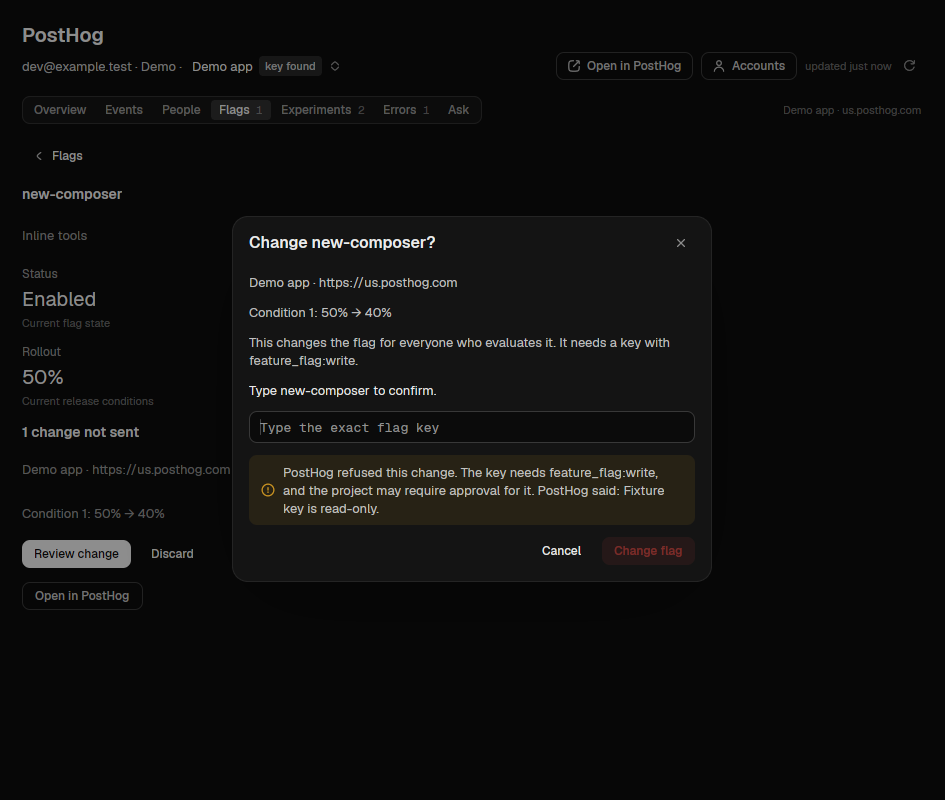 PostHog
dev@example.test · Demo · Demo app key found
Open in PostHog
Accounts
updated just now
Overview Events People Flags 1 Experiments 2 Errors 1 Ask
Demo app · us.posthog.com
Flags
new-composer
Inline tools
Status
Enabled
Current flag state
Rollout
50%
Current release conditions
1 change not sent
Demo app · https://us.posthog.com
Condition 1: 50% → 40%
Review change
Discard
Open in PostHog
Change new-composer?
Demo app · https://us.posthog.com
Condition 1: 50% → 40%
This changes the flag for everyone who evaluates it. It needs a key with
feature_flag:write.
Type new-composer to confirm.
Type the exact flag key
PostHog refused this change. The key needs feature_flag:write,
and the project may require approval for it. PostHog said: Fixture
key is read-only.
Cancel
Change flag